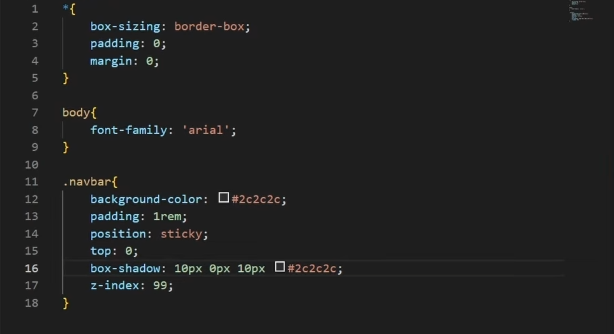 1 *{
2 box-sizing: border-box;
3 padding: 0;
4 margin: 0;
5 }
6
7 body{
8 font-family: 'arial';
9 }
10
11 .navbar{
12 background-color: #2c2c2c;
13 padding: 1rem;
14 position: sticky;
15 top: 0;
16 box-shadow: 10px 0px 10px #2c2c2c;
17 z-index: 99;
18 }